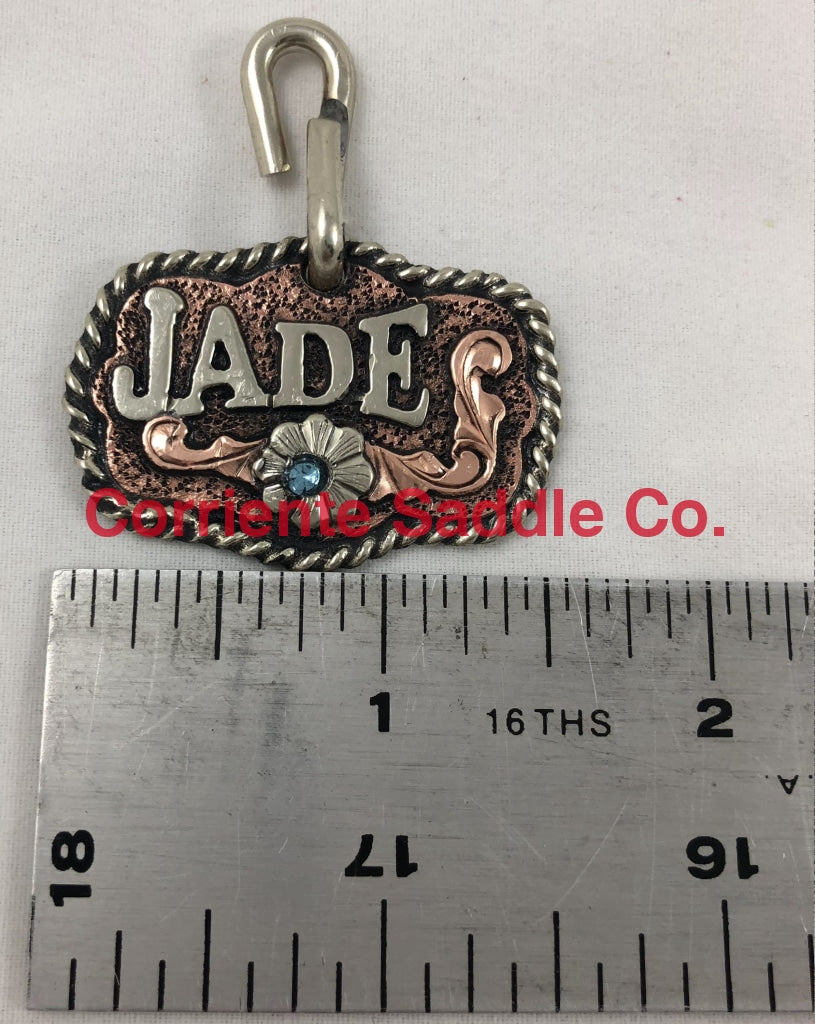 JADE
Corriente Saddle Co.
1 16THS 2
A.
18 17 16